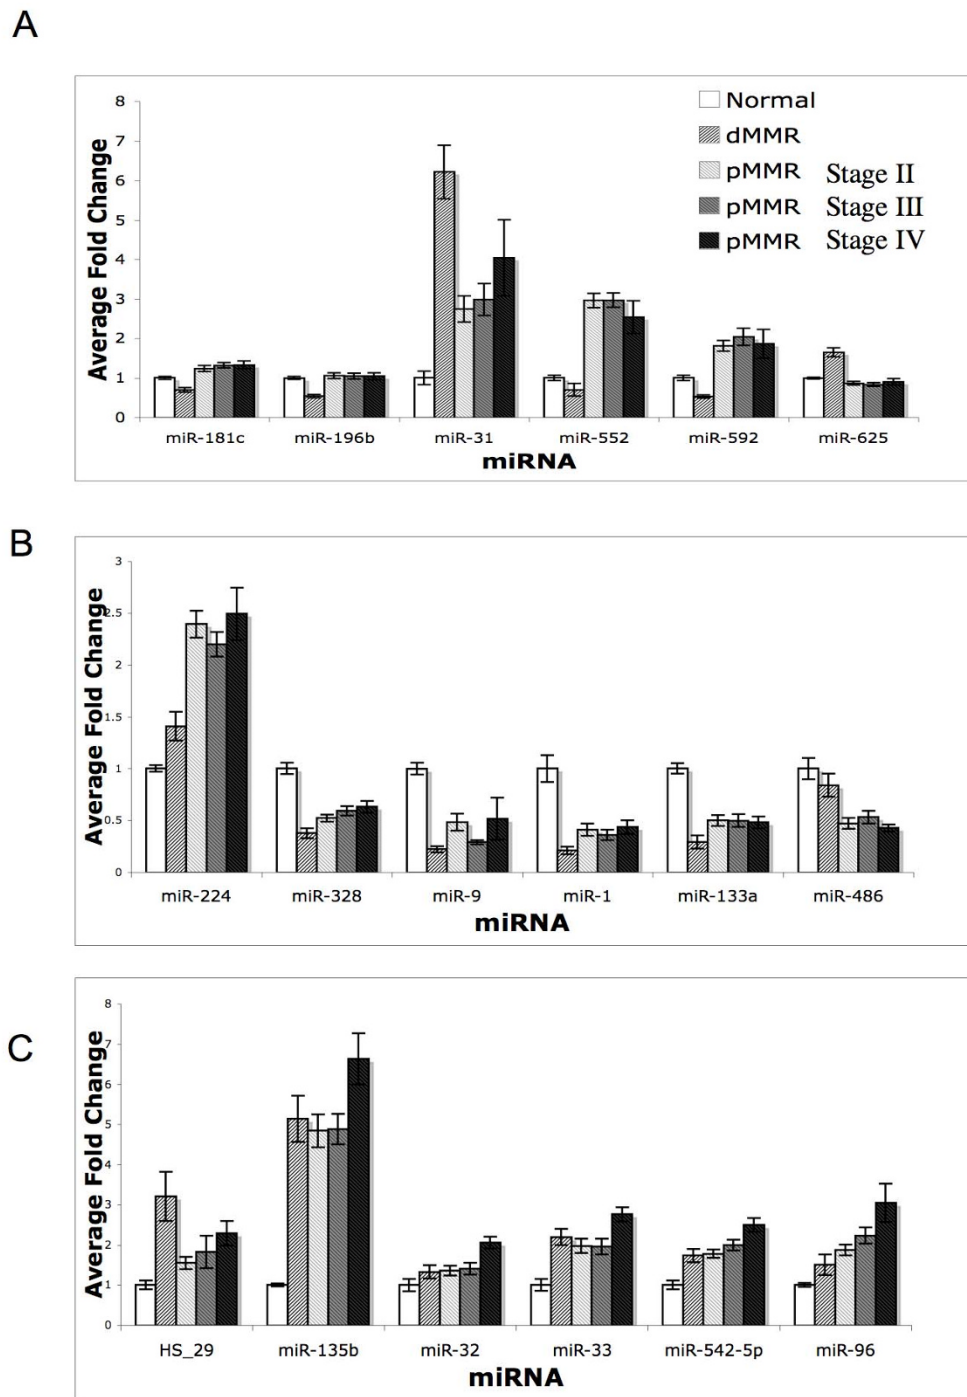 A
Average Fold Change
8
7
6
5
4
3
2
1
0
Normal
dMMR
pMMR Stage II
pMMR Stage III
pMMR Stage IV
miR-181c miR-196b miR-31 miR-552 miR-592 miR-625
miRNA
B
Average Fold Change
3
2.5
2
1.5
1
0.5
0
miR-224 miR-328 miR-9 miR-1 miR-133a miR-486
miRNA
C
Average Fold Change
8
7
6
5
4
3
2
1
0
HS_29 miR-135b miR-32 miR-33 miR-542-5p miR-96
miRNA